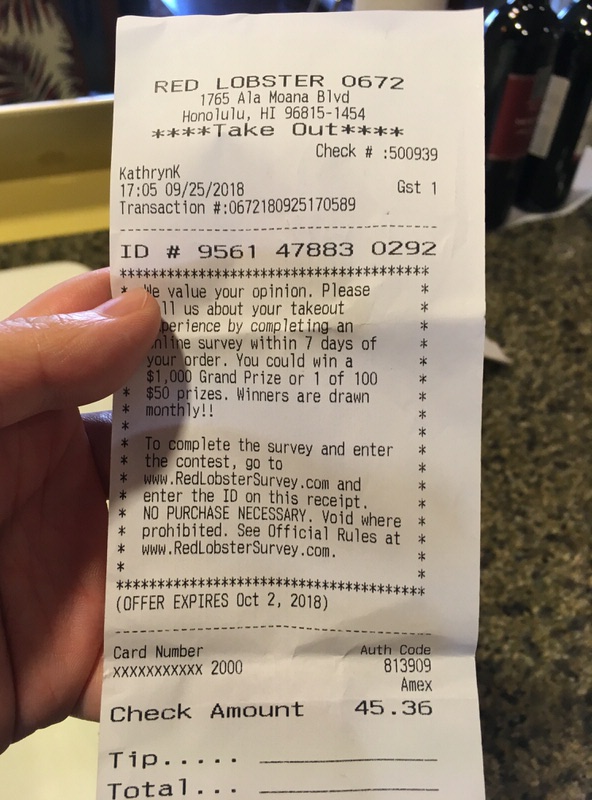 RED LOBSTER 0672
1765 Ala Moana Blvd
Honolulu, HI 96815-1454
****Take Out****
Check # :500939
KathrynK
17:05 09/25/2018 Gst 1
Transaction #:0672180925170589
ID # 9561 47883 0292
****************************************
* We value your opinion. Please *
ll us about your takeout *
perience by completing an *
nline survey within 7 days of *
your order. You could win a *
$1,000 Grand Prize or 1 of 100 *
* $50 prizes. Winners are drawn *
* monthly!! *
* *
* To complete the survey and enter *
* the contest, go to *
* www.RedLobsterSurvey.com and *
* enter the ID on this receipt. *
* NO PURCHASE NECESSARY. Void where *
* prohibited. See Official Rules at *
* www.RedLobsterSurvey.com. *
* *
****************************************
(OFFER EXPIRES Oct 2, 2018)
Card Number Auth Code
XXXXXXXXXXX 2000 813909
Amex
Check Amount 45.36
Tip.....
Total...